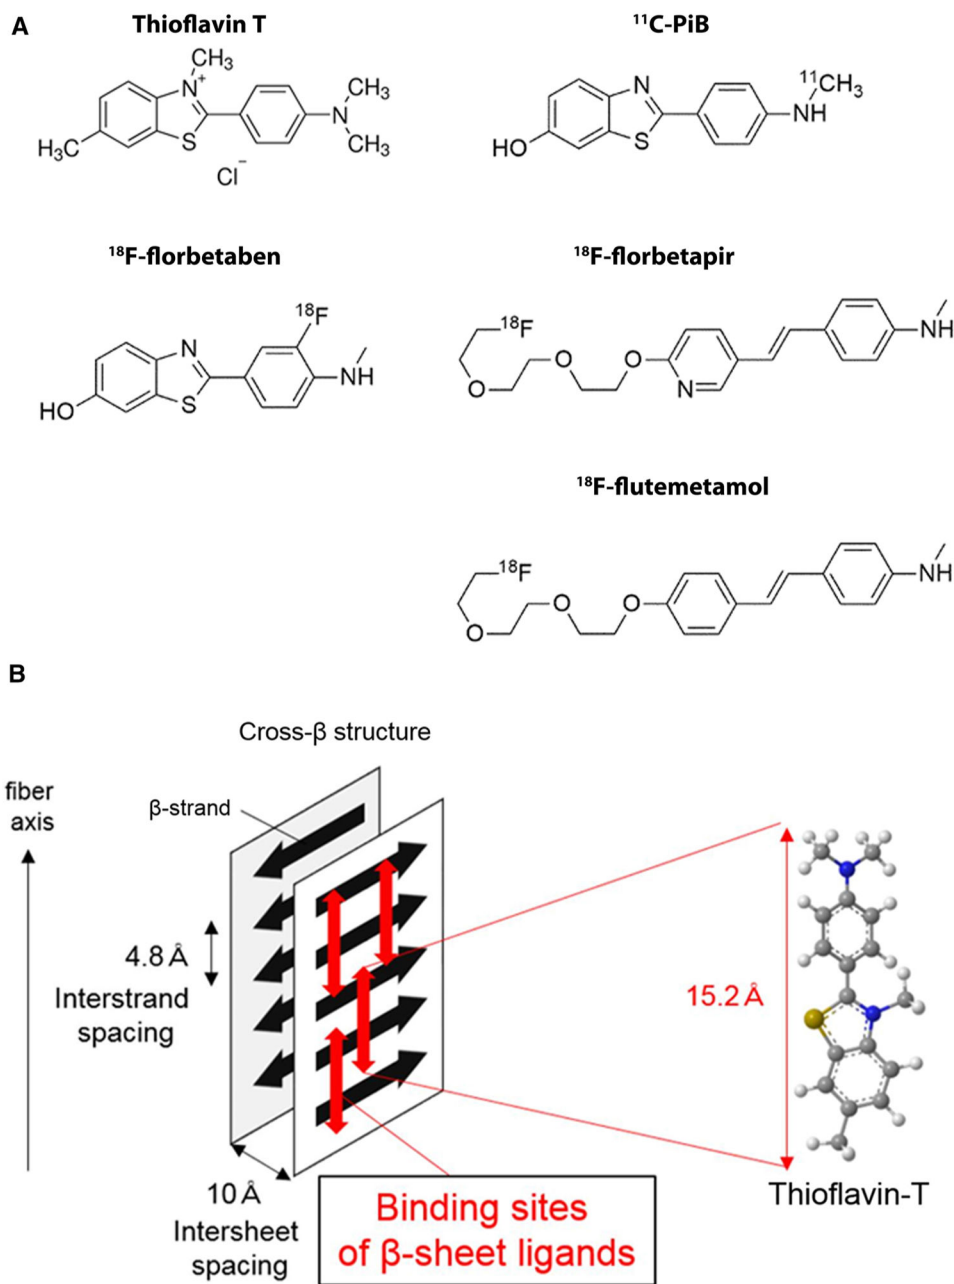 A
Thioflavin T
¹¹C-PiB
CH₃
N⁺
S
H₃C
N
CH₃
CH₃
Cl⁻
N
S
HO
¹¹CH₃
NH
¹⁸F-florbetaben
¹⁸F-florbetapir
¹⁸F
N
S
HO
NH
¹⁸F
O
O
O
N
NH
¹⁸F-flutemetamol
¹⁸F
O
O
O
NH
B
Cross-β structure
fiber
axis
β-strand
4.8 Å
Interstrand
spacing
15.2 Å
10 Å
Intersheet
spacing
Binding sites
of β-sheet ligands
Thioflavin-T